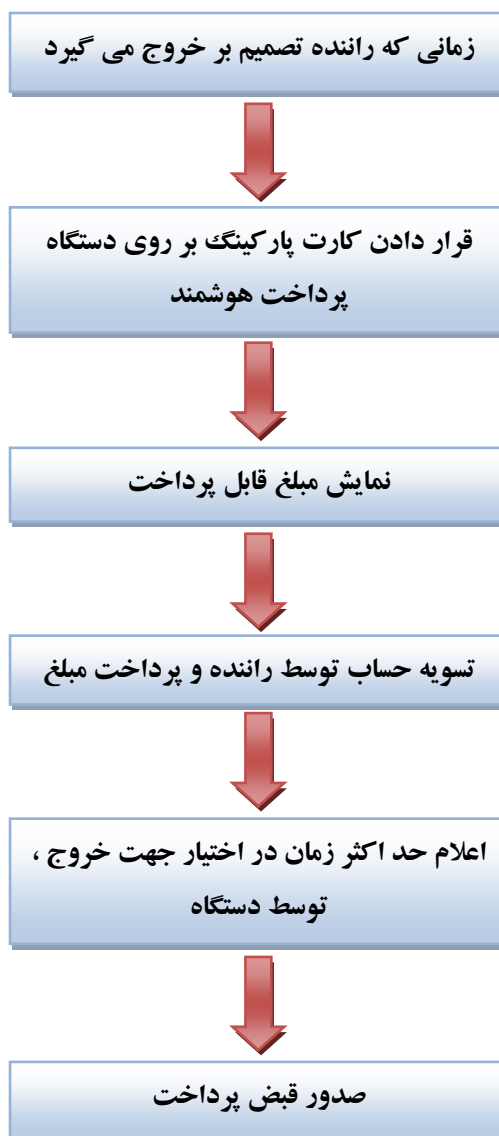 زمانی که راننده تصمیم بر خروج می گیرد
قرار دادن کارت پارکینگ بر روی دستگاه
پرداخت هوشمند
نمایش مبلغ قابل پرداخت
تسویه حساب توسط راننده و پرداخت مبلغ
اعلام حد اکثر زمان در اختیار جهت خروج ،
توسط دستگاه
صدور قبض پرداخت